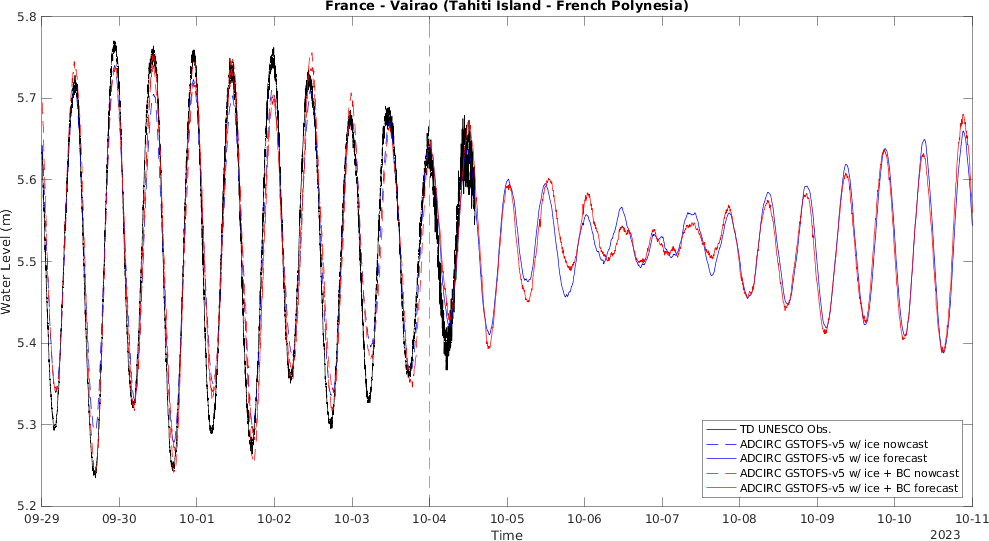 France - Vairao (Tahiti Island - French Polynesia)
5.8
5.7
5.6
5.5
5.4
5.3
5.2
Water Level (m)
09-29 09-30 10-01 10-02 10-03 10-04 10-05 10-06 10-07 10-08 10-09 10-10 10-11
2023
Time
TD UNESCO Obs.
ADCIRC GSTOFS-v5 w/ ice nowcast
ADCIRC GSTOFS-v5 w/ ice forecast
ADCIRC GSTOFS-v5 w/ ice + BC nowcast
ADCIRC GSTOFS-v5 w/ ice + BC forecast